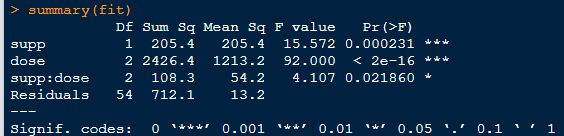 > summary(fit)
            Df Sum Sq Mean Sq F value   Pr(>F)
supp         1  205.4   205.4  15.572 0.000231 ***
dose         2 2426.4  1213.2  92.000  < 2e-16 ***
supp:dose    2  108.3    54.2   4.107 0.021860 *
Residuals   54  712.1    13.2
---
Signif. codes:  0 ‘***’ 0.001 ‘**’ 0.01 ‘*’ 0.05 ‘.’ 0.1 ‘ ’ 1